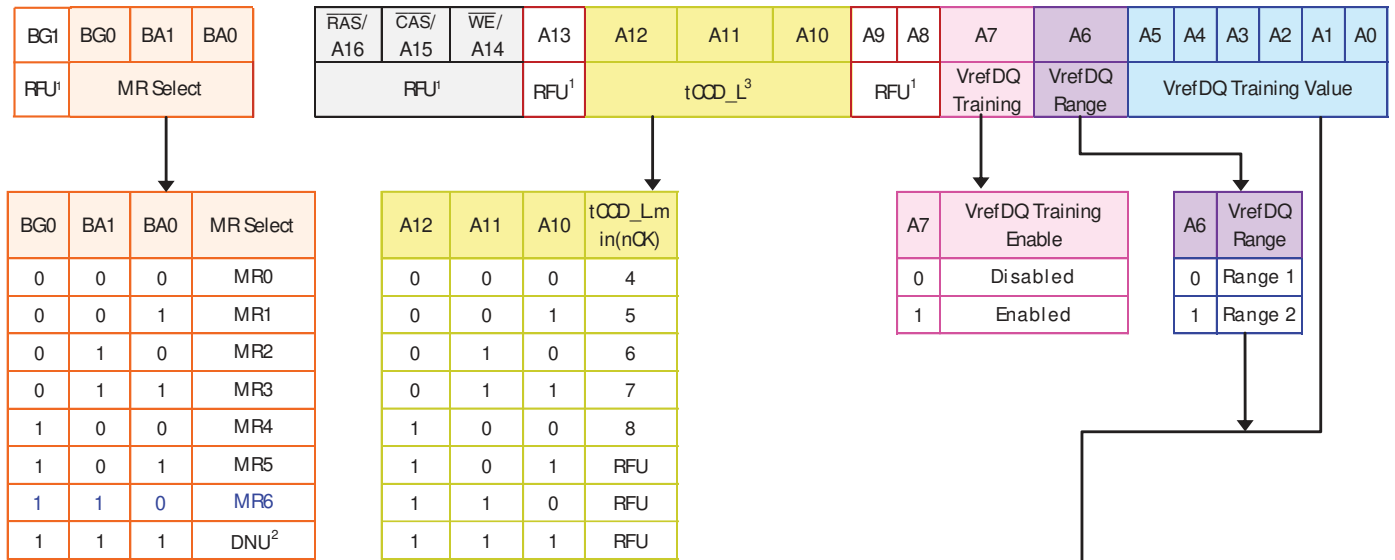 BG1 BG0 BA1 BA0
RFU¹ MR Select
RAS/ A16 CAS/ A15 WE/ A14 A13 A12 A11 A10 A9 A8 A7 A6 A5 A4 A3 A2 A1 A0
RFU¹ RFU¹ tCCD_L³ RFU¹ VrefDQ Training VrefDQ Range VrefDQ Training Value
BG0 BA1 BA0 MR Select
0 0 0 MR0
0 0 1 MR1
0 1 0 MR2
0 1 1 MR3
1 0 0 MR4
1 0 1 MR5
1 1 0 MR6
1 1 1 DNU²
A12 A11 A10 tCCD_Lm
in(nCK)
0 0 0 4
0 0 1 5
0 1 0 6
0 1 1 7
1 0 0 8
1 0 1 RFU
1 1 0 RFU
1 1 1 RFU
A7 VrefDQ Training
Enable
0 Disabled
1 Enabled
A6 VrefDQ
Range
0 Range 1
1 Range 2